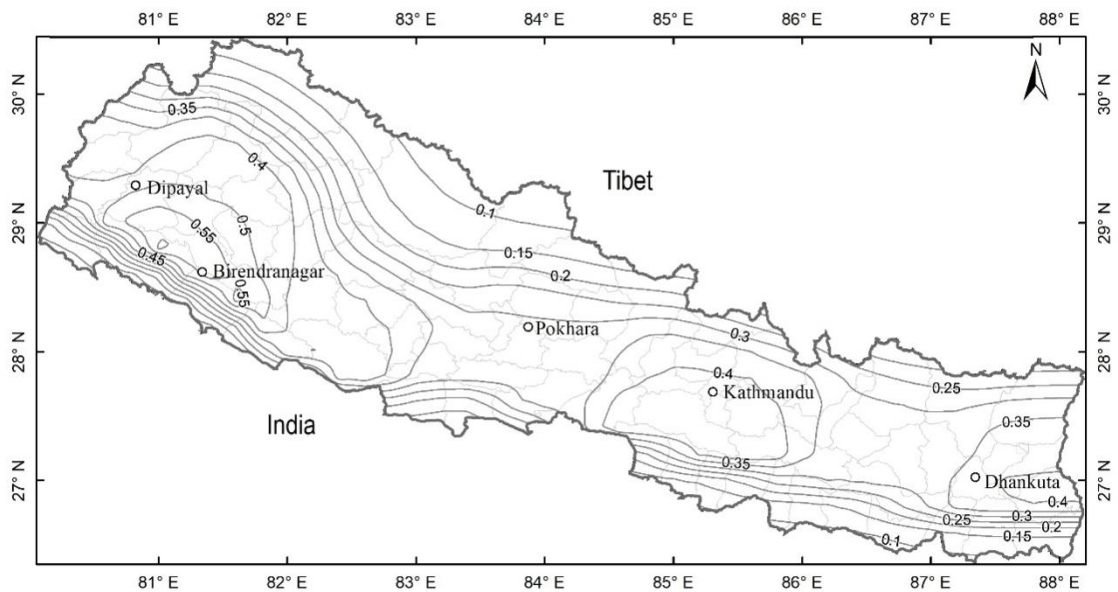 81° E 82° E 83° E 84° E 85° E 86° E 87° E 88° E
N
30° N
30° N
0.35
0.4
Tibet
Dipayal
0.1
29° N
29° N
0.5
0.55
0.15
0.45
Birendranagar
0.2
0.55
Pokhara
0.3
28° N
28° N
0.4
0.25
Kathmandu
India
0.35
0.35
27° N
27° N
Dhankuta
0.4
0.25
0.3
0.2
0.15
0.1
81° E 82° E 83° E 84° E 85° E 86° E 87° E 88° E